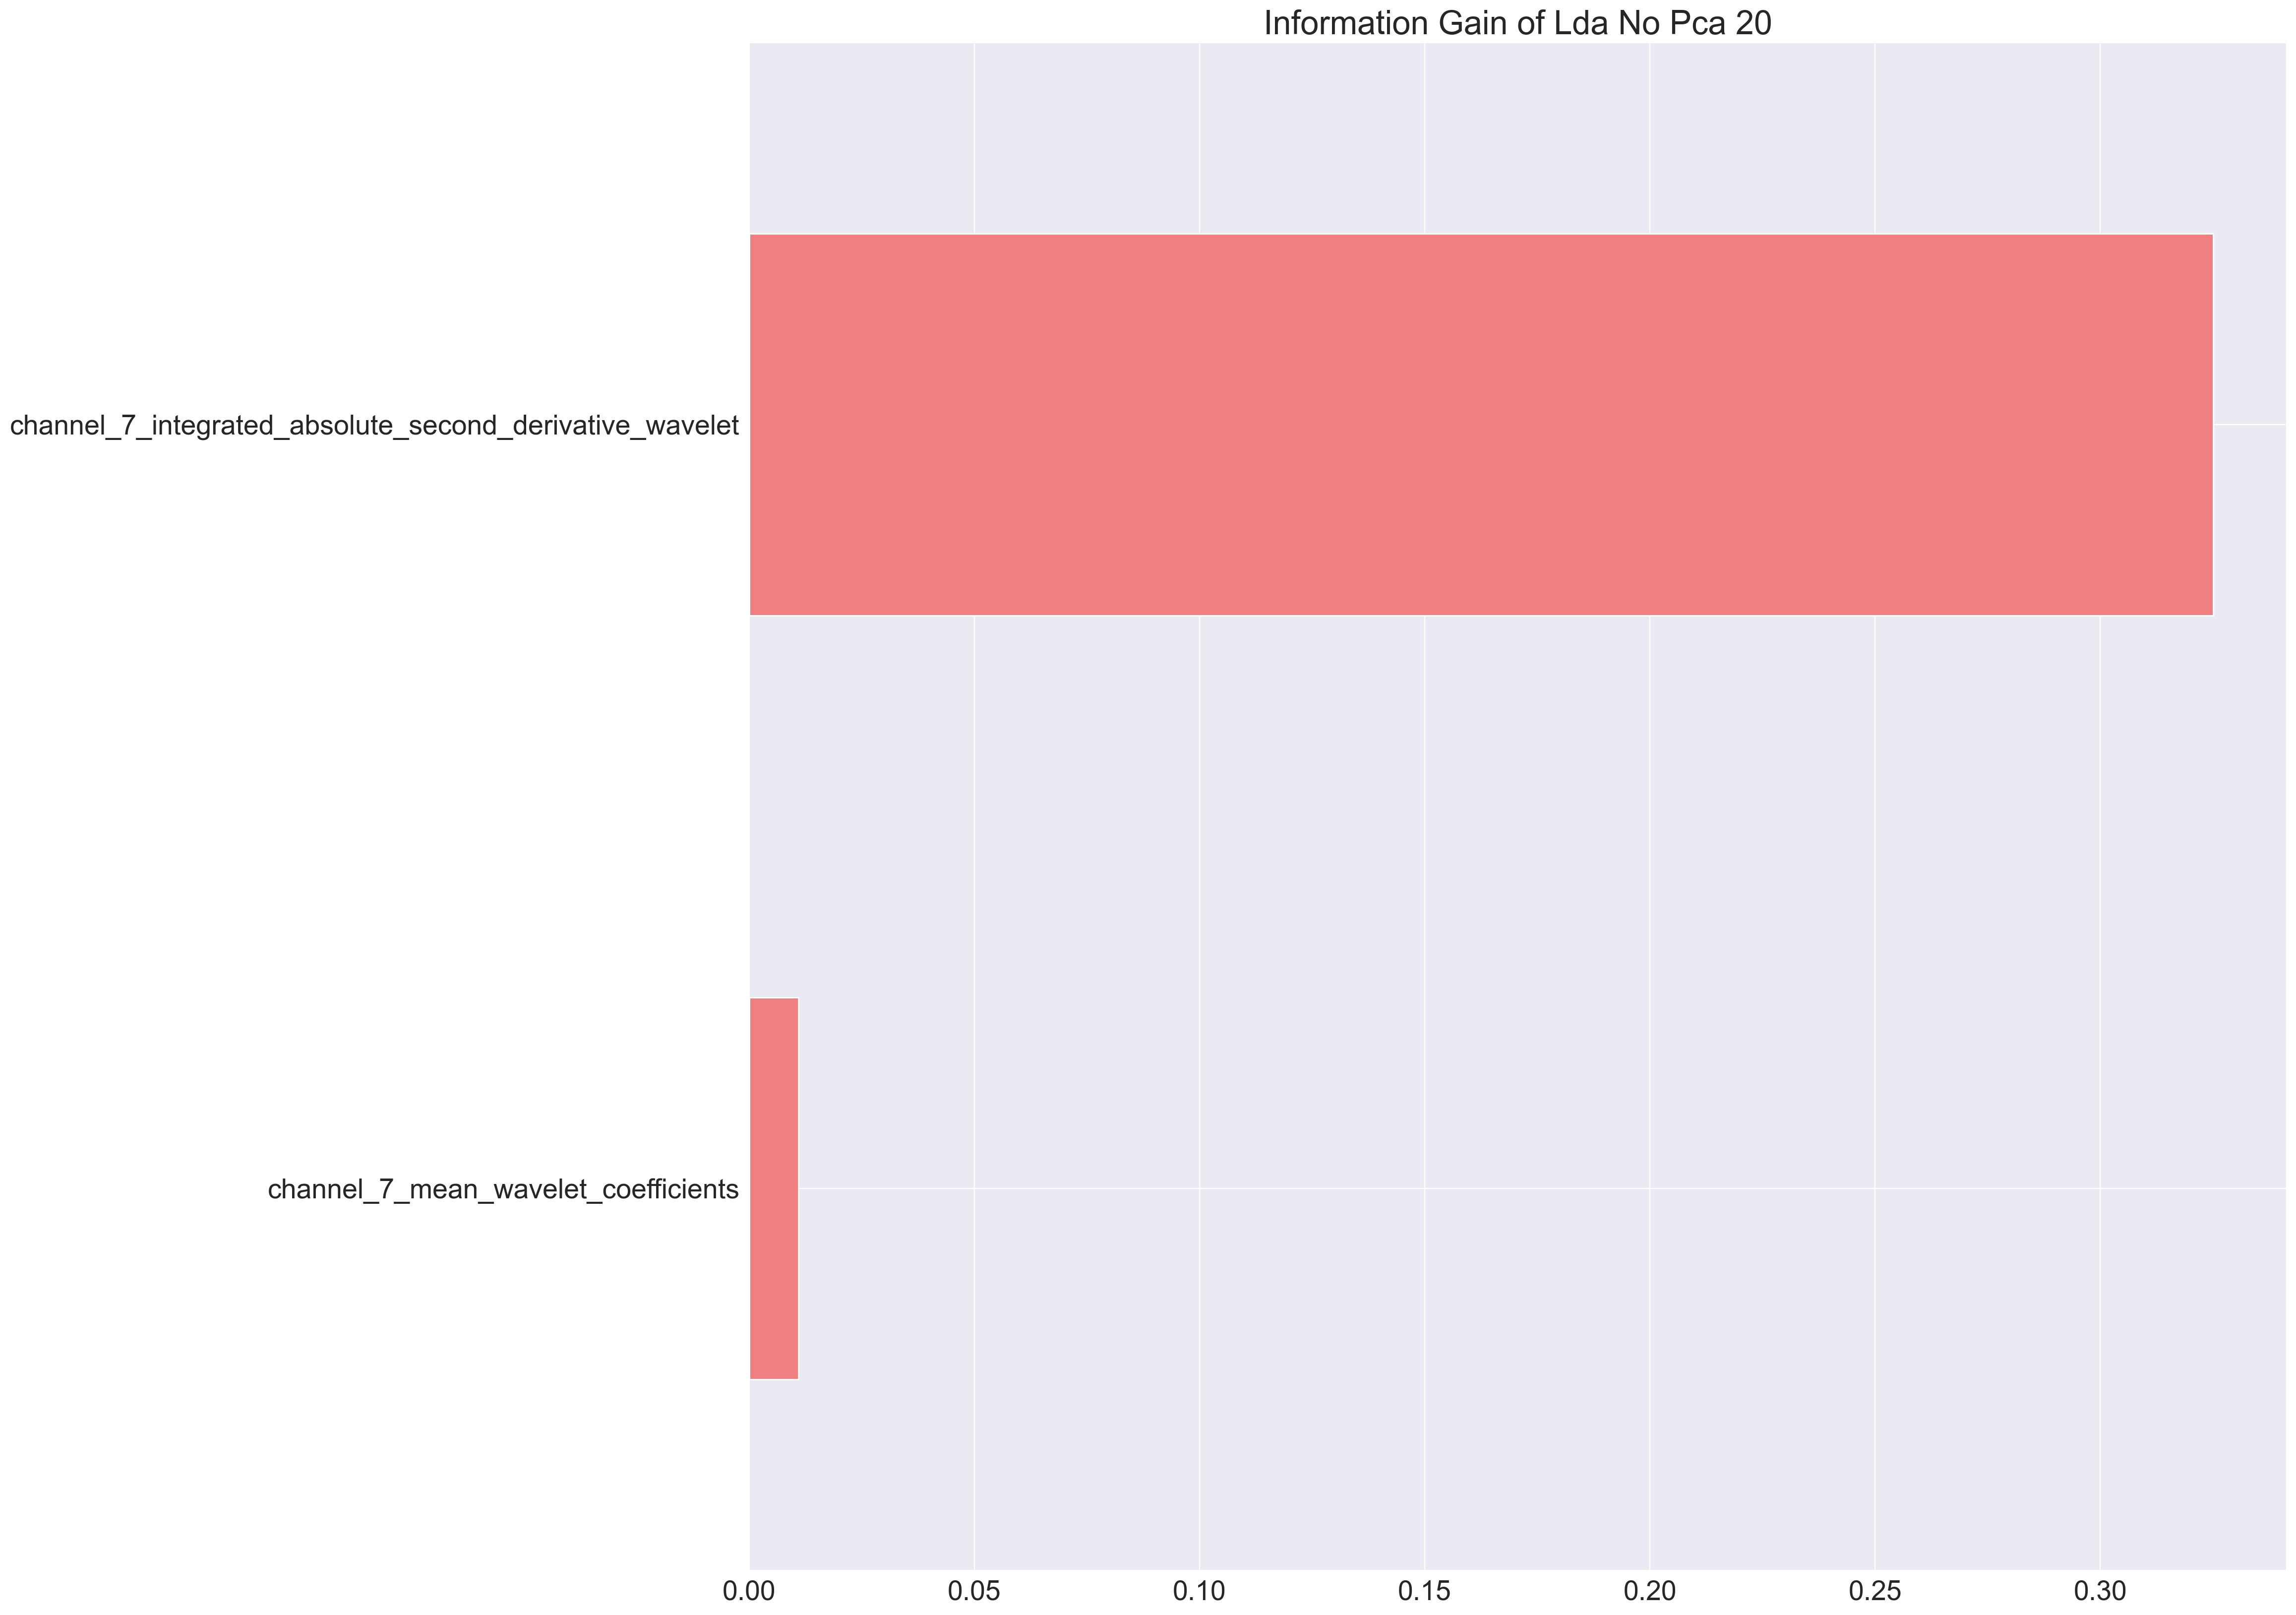 Information Gain of Lda No Pca 20
channel_7_integrated_absolute_second_derivative_wavelet
channel_7_mean_wavelet_coefficients
0.00 0.05 0.10 0.15 0.20 0.25 0.30